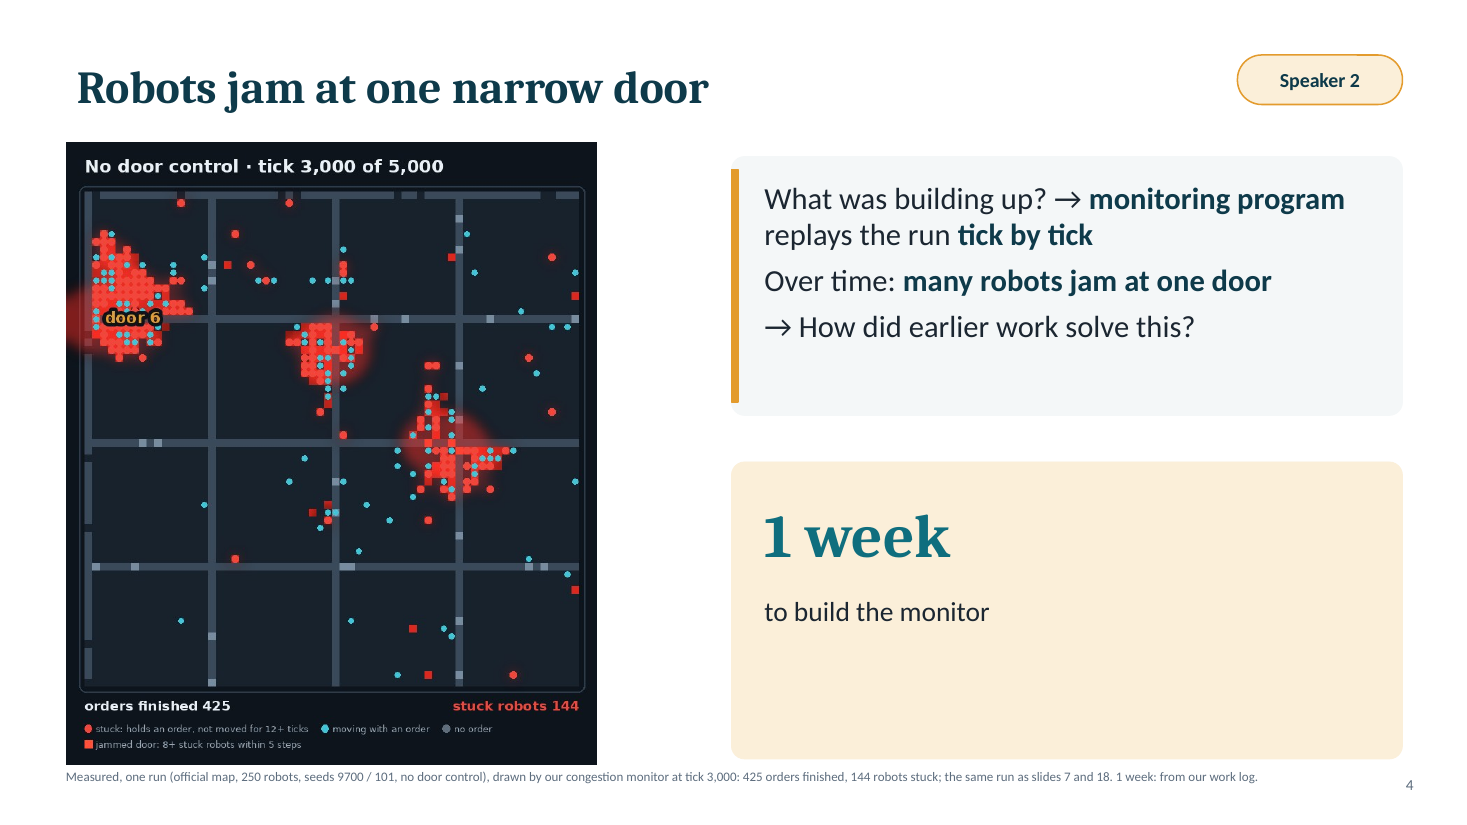 Robots jam at one narrow door
Speaker 2
No door control · tick 3,000 of 5,000
door 6
orders finished 425
stuck robots 144
stuck: holds an order, not moved for 12+ ticks
moving with an order
no order
jammed door: 8+ stuck robots within 5 steps
What was building up? → monitoring program
replays the run tick by tick
Over time: many robots jam at one door
→ How did earlier work solve this?
1 week
to build the monitor
Measured, one run (official map, 250 robots, seeds 9700 / 101, no door control), drawn by our congestion monitor at tick 3,000: 425 orders finished, 144 robots stuck; the same run as slides 7 and 18. 1 week: from our work log.
4